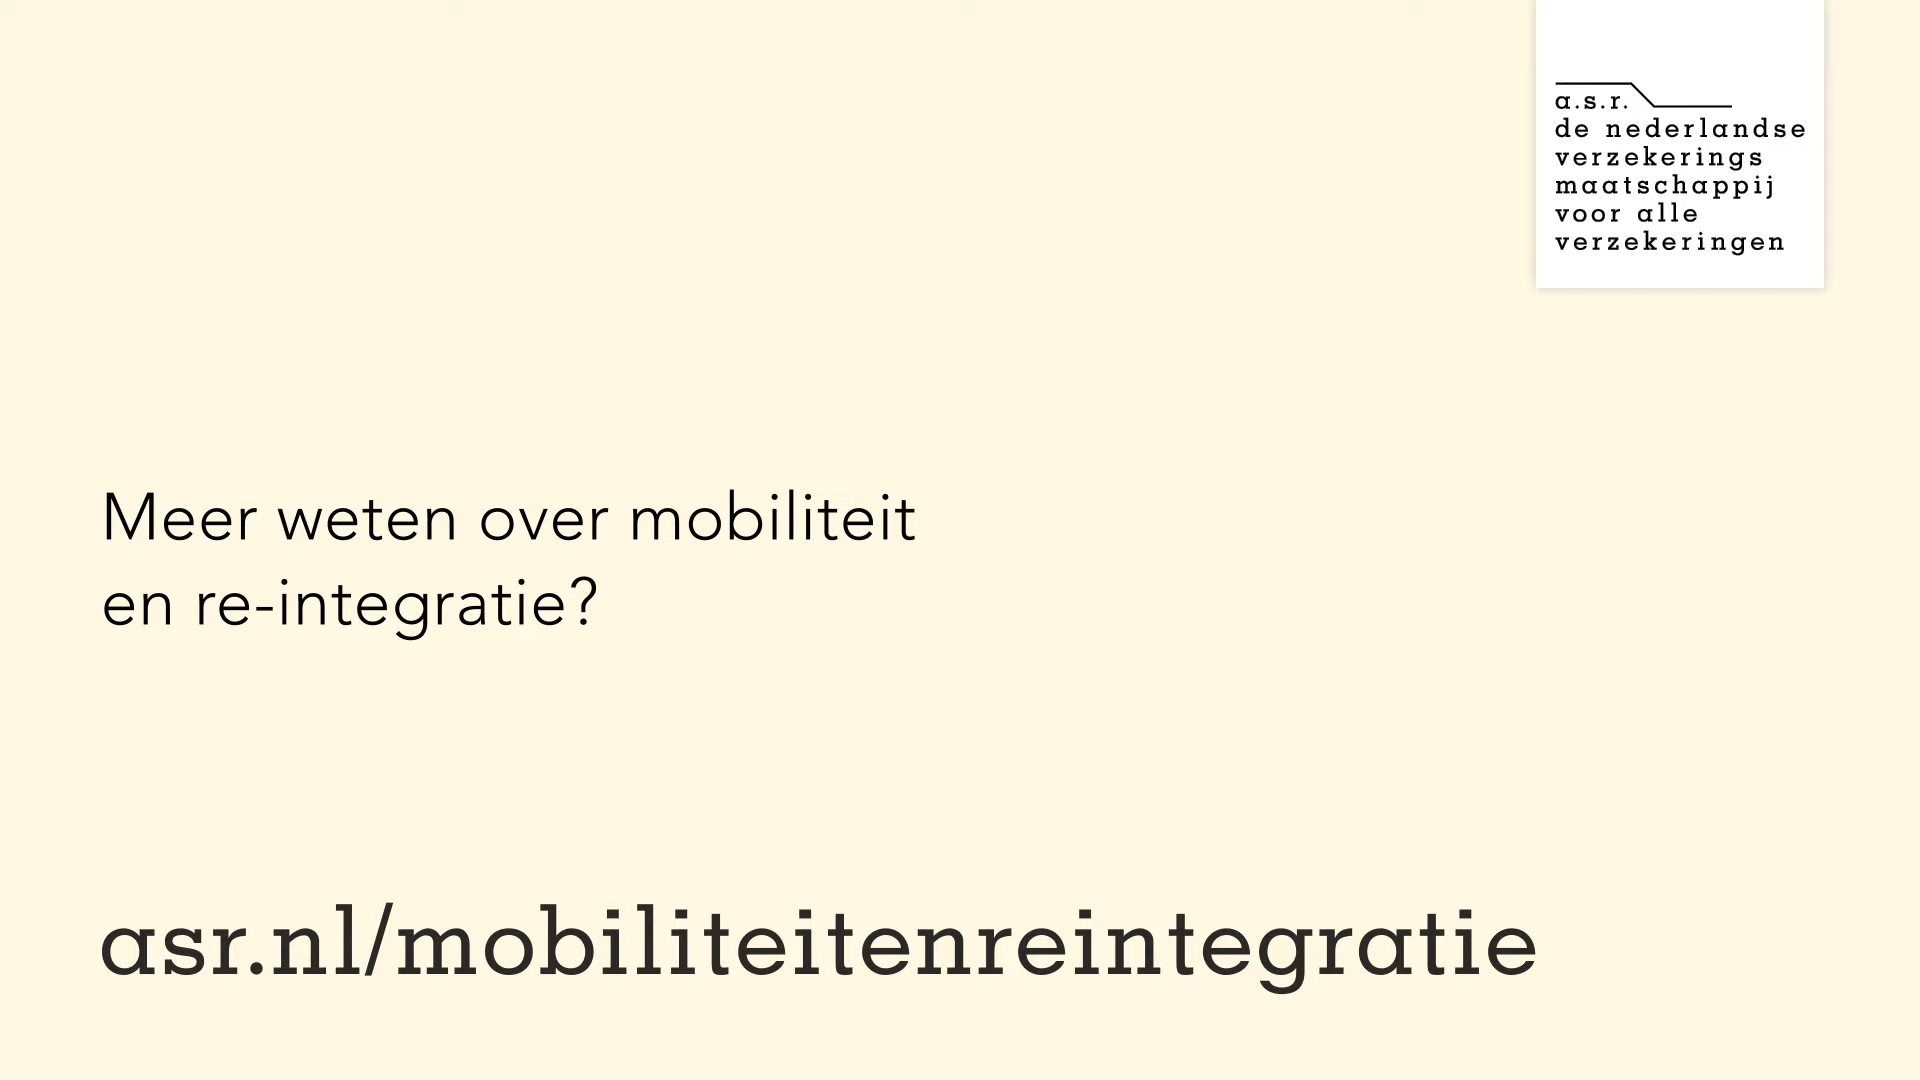 a.s.r.
de nederlandse
verzekerings
maatschappij
voor alle
verzekeringen
Meer weten over mobiliteit
en re-integratie?
asr.nl/mobiliteitenreintegratie